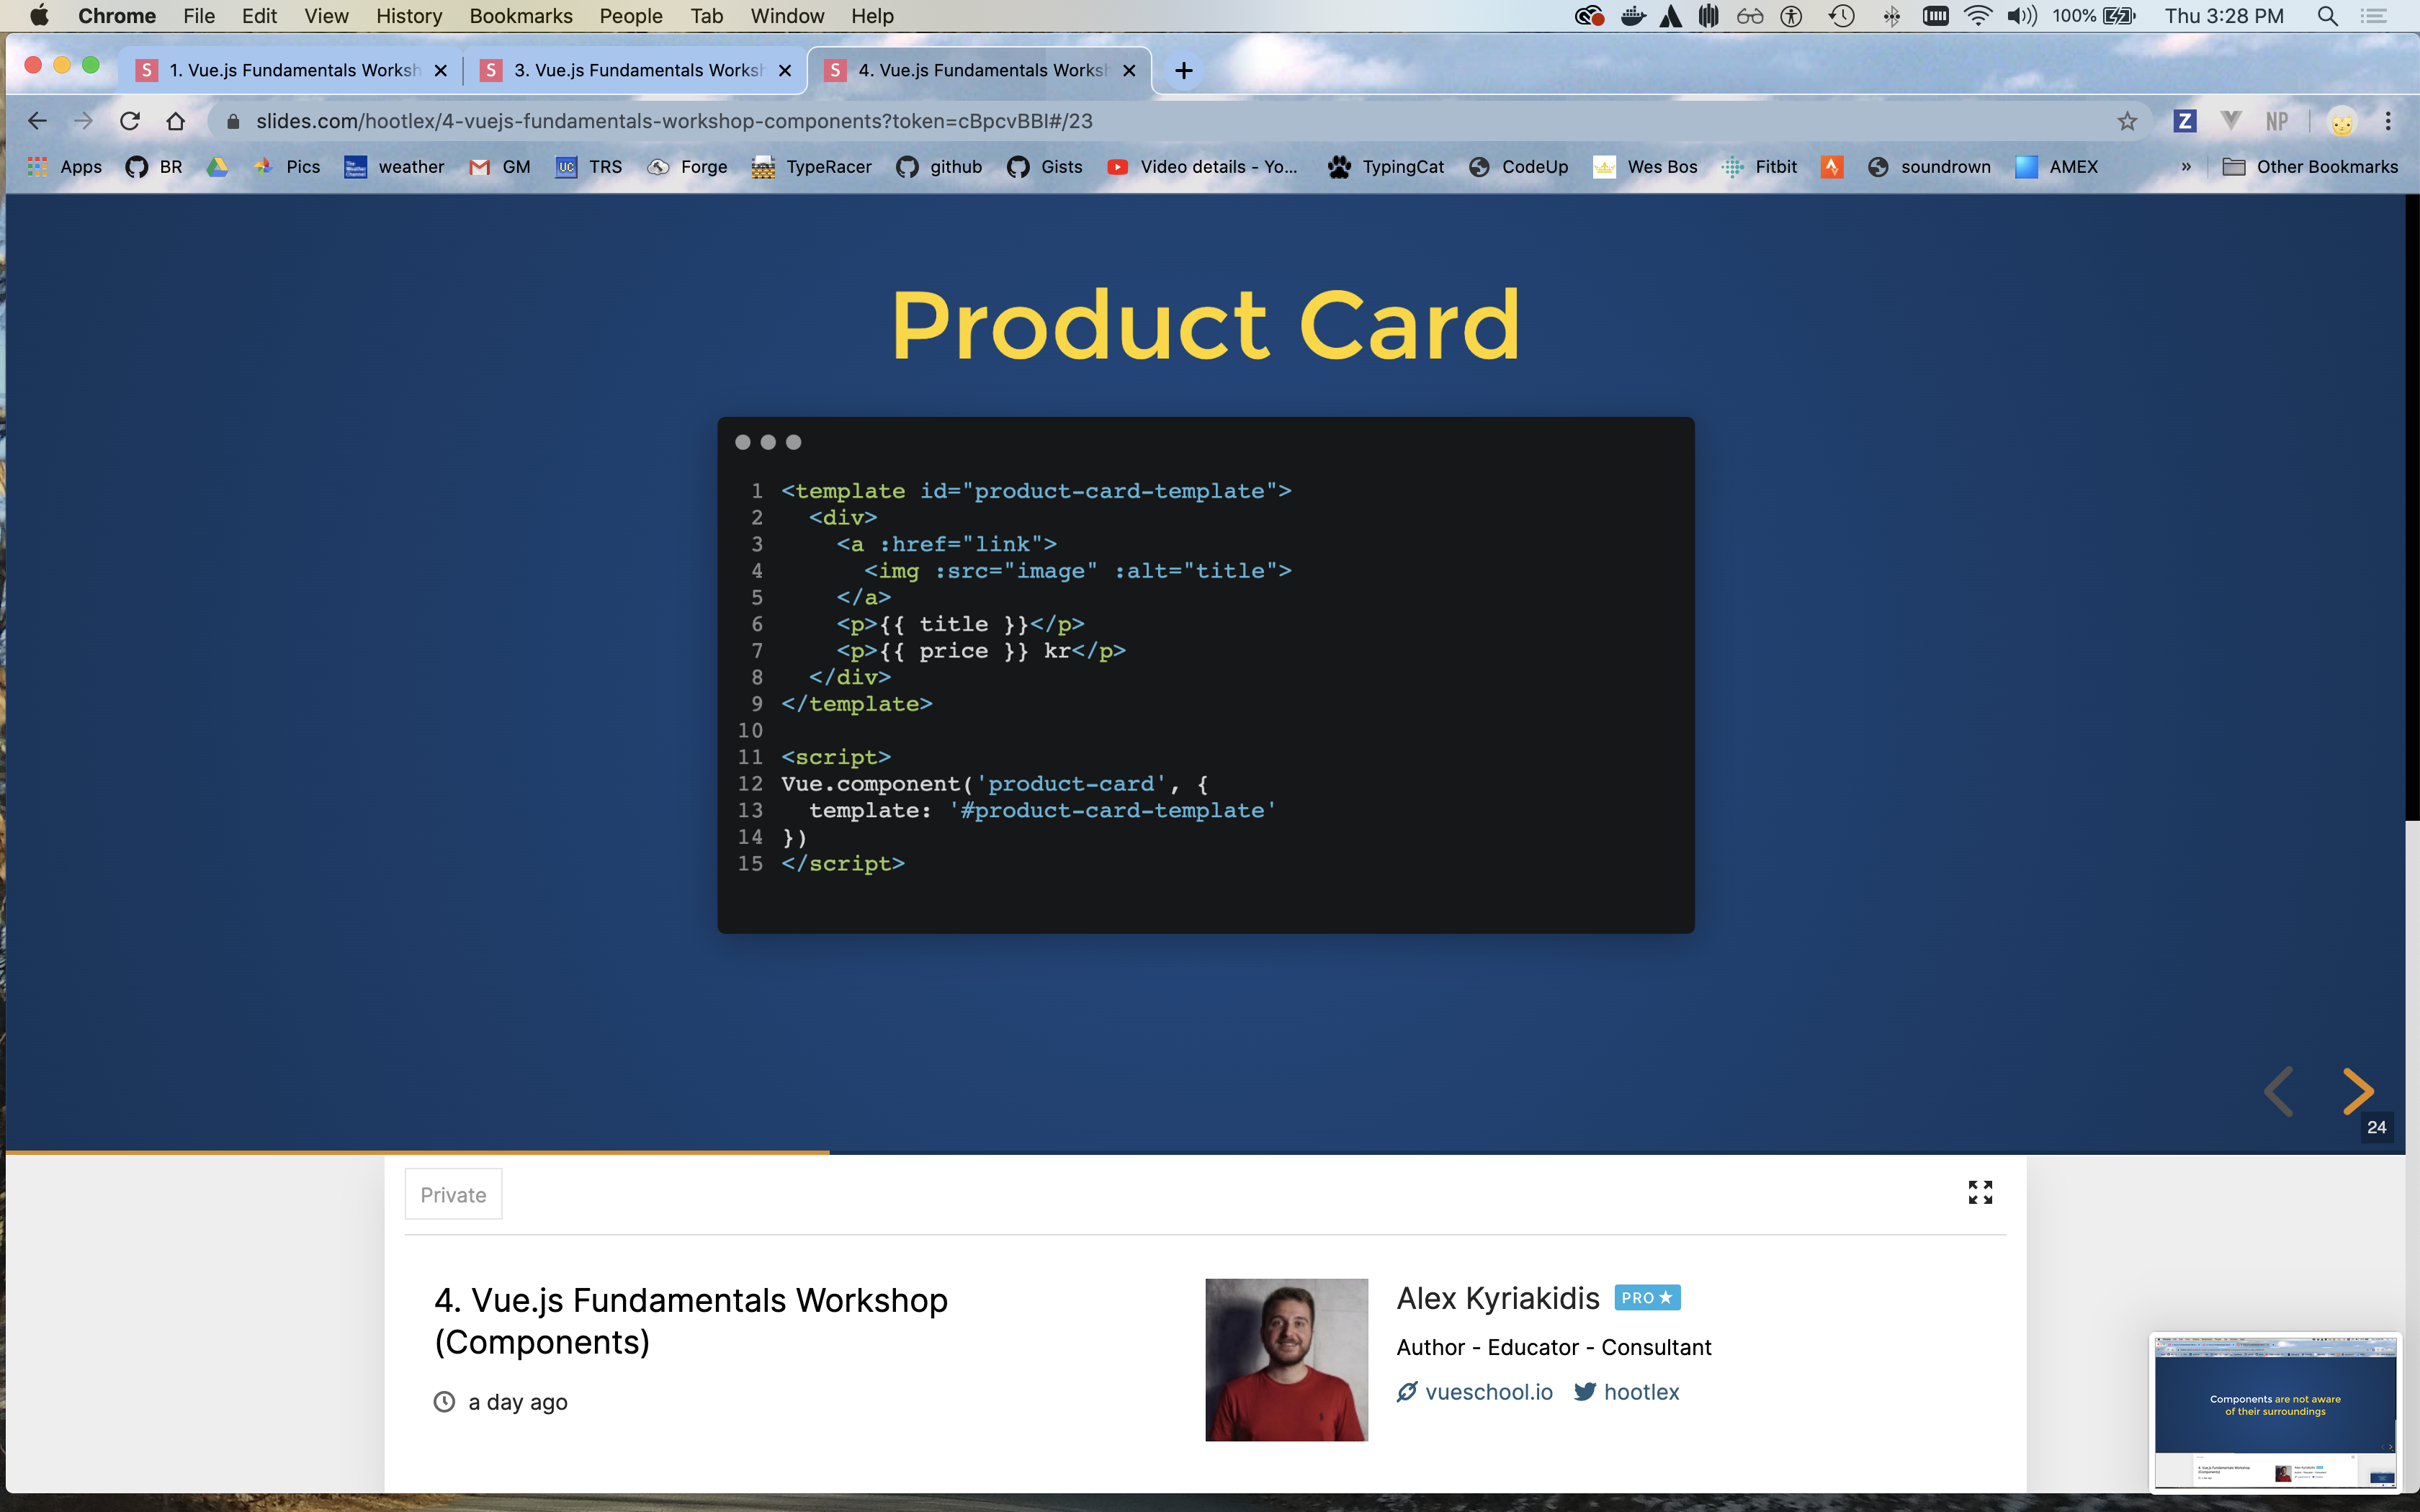 Chrome File Edit View History Bookmarks People Tab Window Help 100% Thu 3:28 PM
S 1. Vue.js Fundamentals Worksh S 3. Vue.js Fundamentals Worksh S 4. Vue.js Fundamentals Worksh
slides.com/hootlex/4-vuejs-fundamentals-workshop-components?token=cBpcvBBI#/23 Z NP
Apps BR Pics weather GM UC TRS Forge TypeRacer github Gists Video details - Yo... TypingCat CodeUp Wes Bos Fitbit soundrown AMEX » Other Bookmarks
Product Card
1 <template id="product-card-template">
2 <div>
3 <a :href="link">
4 <img :src="image" :alt="title">
5 </a>
6 <p>{{ title }}</p>
7 <p>{{ price }} kr</p>
8 </div>
9 </template>
10
11 <script>
12 Vue.component('product-card', {
13 template: '#product-card-template'
14 })
15 </script>
24
Private
4. Vue.js Fundamentals Workshop
(Components)
a day ago
Alex Kyriakidis PRO
Author - Educator - Consultant
vueschool.io hootlex
Components are not aware
of their surroundings